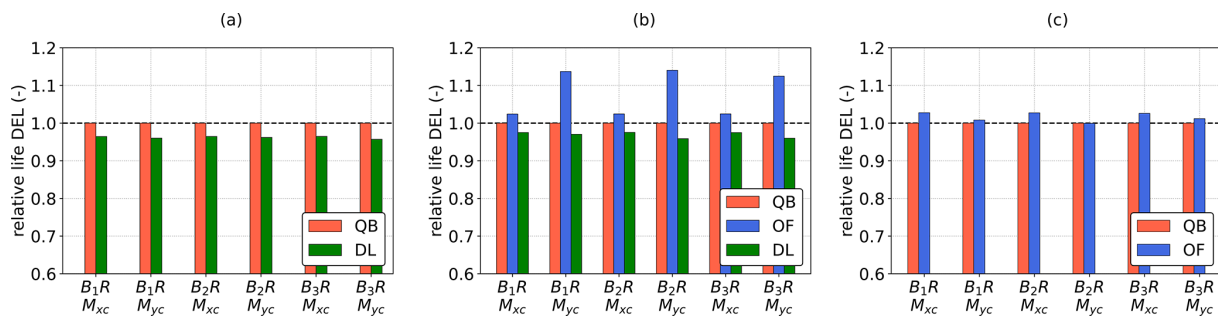 (a)
relative life DEL (-)
1.2
1.1
1.0
0.9
0.8
0.7
0.6
B₁R B₁R B₂R B₂R B₃R B₃R
Mxc Myc Mxc Myc Mxc Myc
QB
DL
(b)
relative life DEL (-)
1.2
1.1
1.0
0.9
0.8
0.7
0.6
B₁R B₁R B₂R B₂R B₃R B₃R
Mxc Myc Mxc Myc Mxc Myc
QB
OF
DL
(c)
relative life DEL (-)
1.2
1.1
1.0
0.9
0.8
0.7
0.6
B₁R B₁R B₂R B₂R B₃R B₃R
Mxc Myc Mxc Myc Mxc Myc
QB
OF